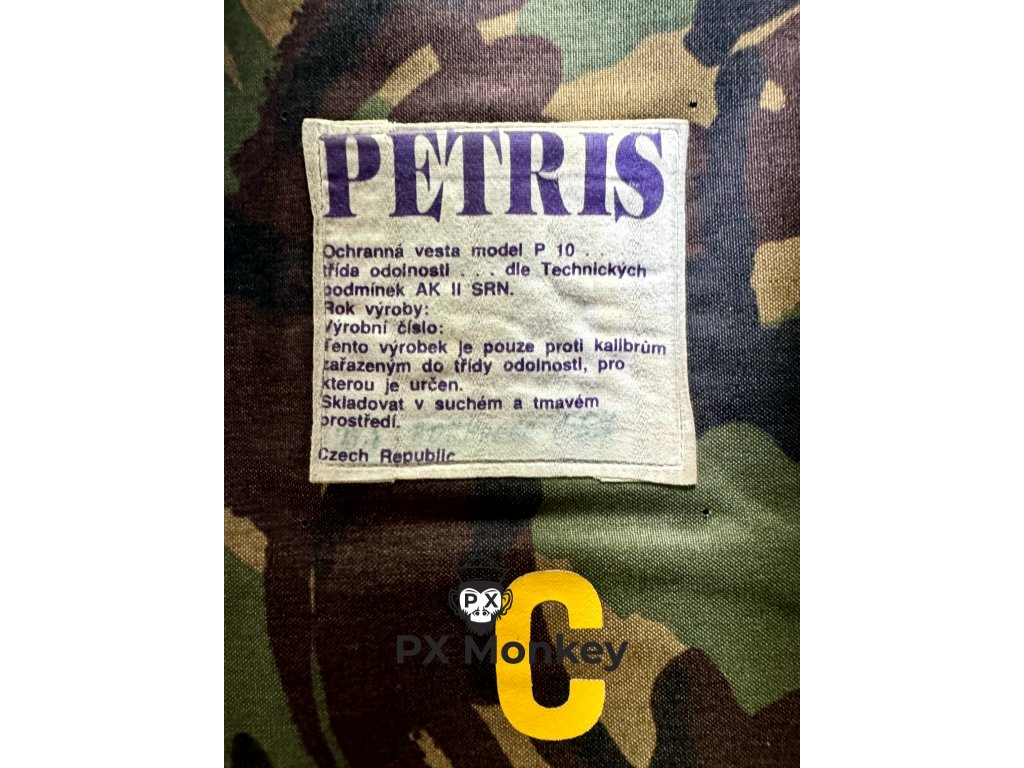 PETRIS
Ochranná vesta model P 10 . .
třída odolnosti . . . dle Technických
podmínek AK II SRN.
Rok výroby:
Výrobní číslo:
Tento výrobek je pouze proti kalibrům
zařazeným do třídy odolnosti, pro
kterou je určen.
Skladovat v suchém a tmavém
prostředí.
Czech Republic
PX
PX Monkey
C